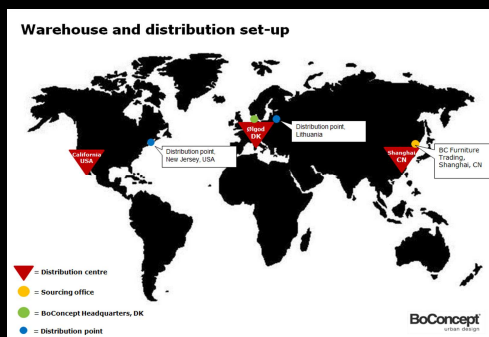 Warehouse and distribution set-up
Ølgod
DK
Distribution point,
Lithuania
California
USA
Distribution point,
New Jersey, USA
Shanghai,
CN
BC Furniture
Trading,
Shanghai, CN
= Distribution centre
= Sourcing office
= BoConcept Headquarters, DK
= Distribution point
BoConcept
urban design